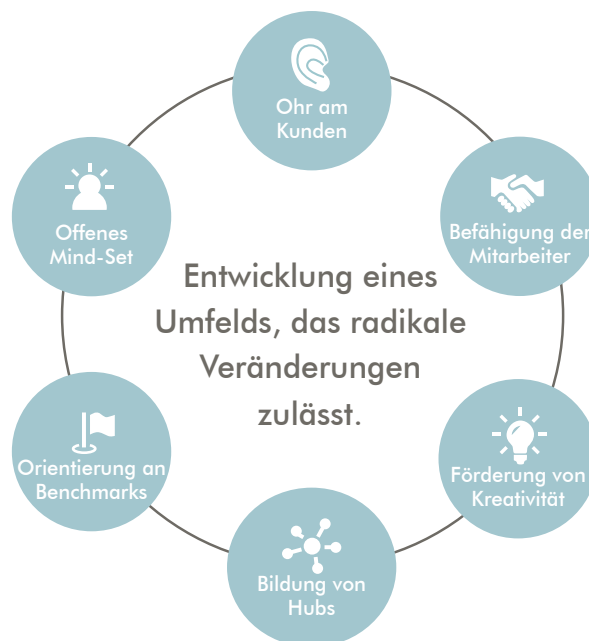 Ohr am
Kunden
Befähigung der
Mitarbeiter
Förderung von
Kreativität
Bildung von
Hubs
Orientierung an
Benchmarks
Offenes
Mind-Set
Entwicklung eines
Umfelds, das radikale
Veränderungen
zulässt.